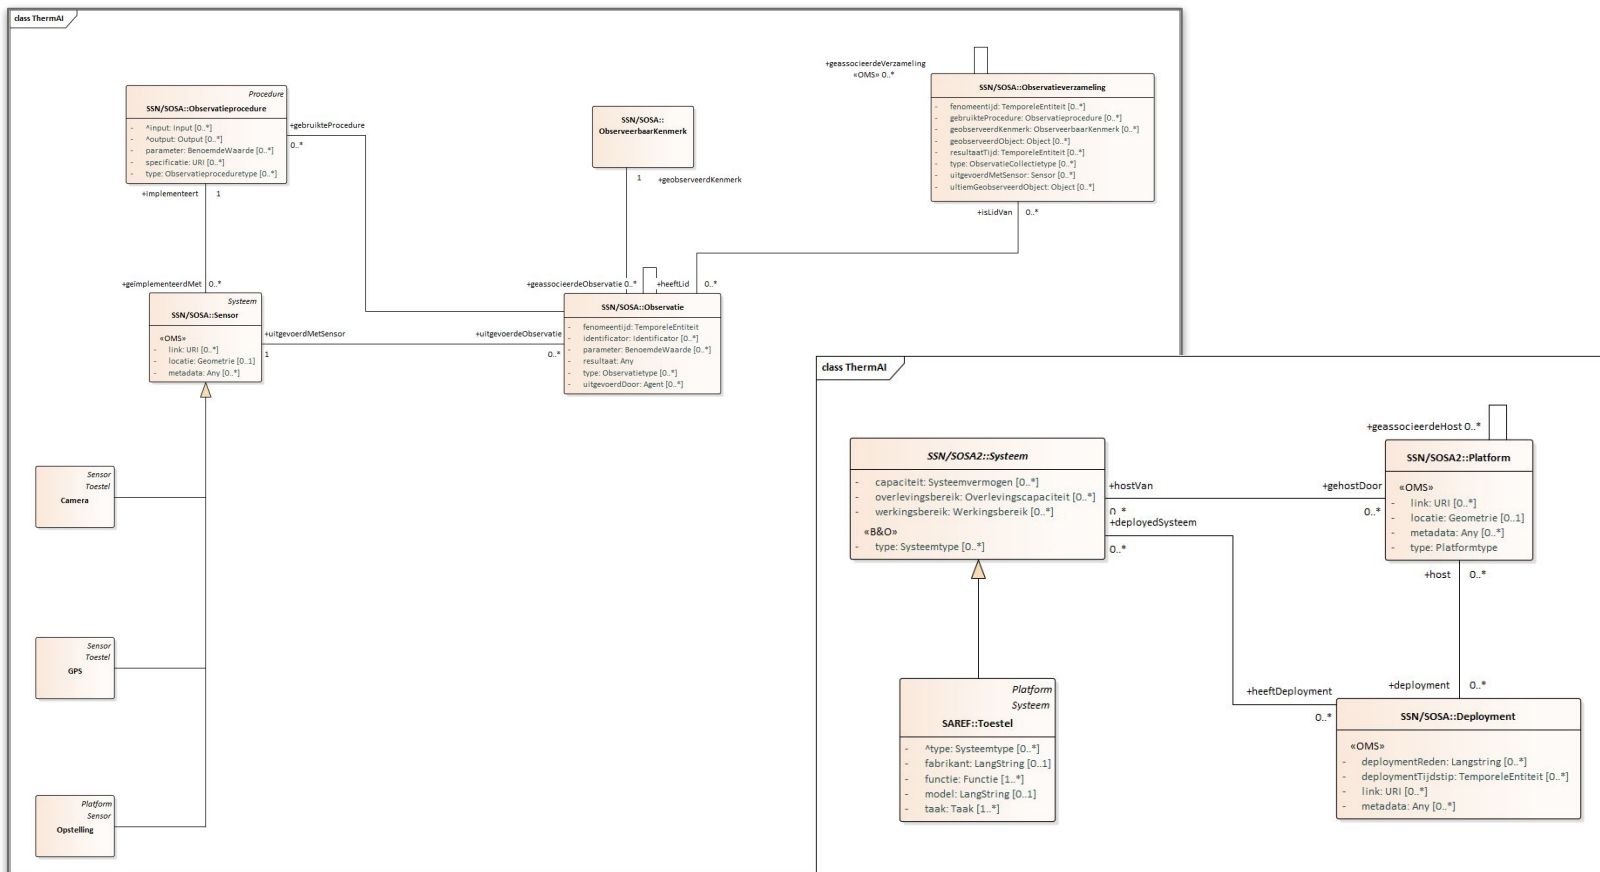 class ThermAI
Procedure
SSN/SOSA::Observatieprocedure
- ^input: Input [0..*]
- ^output: Output [0..*]
- parameter: BenoemdeWaarde [0..*]
- specificatie: URI [0..*]
- type: Observatieproceduretype [0..*]
+gebruikteProcedure
0..*
+implementeert 1
SSN/SOSA::
ObserveerbaarKenmerk
1 +geobserveerdKenmerk
+geassocieerdeVerzameling
«OMS» 0..*
SSN/SOSA::Observatieverzameling
- fenomeentijd: TemporeleEntiteit [0..*]
- gebruikteProcedure: Observatieprocedure [0..*]
- geobserveerdKenmerk: ObserveerbaarKenmerk [0..*]
- geobserveerdObject: Object [0..*]
- resultaatTijd: TemporeleEntiteit [0..*]
- type: ObservatieCollectietype [0..*]
- uitgevoerdMetSensor: Sensor [0..*]
- ultiemGeobserveerdObject: Object [0..*]
+isLidVan 0..*
+geïmplementeerdMet 0..*
Systeem
SSN/SOSA::Sensor
«OMS»
- link: URI [0..*]
- locatie: Geometrie [0..1]
- metadata: Any [0..*]
+uitgevoerdMetSensor
1
+uitgevoerdeObservatie
0..*
+geassocieerdeObservatie 0..*
+heeftLid 0..*
SSN/SOSA::Observatie
- fenomeentijd: TemporeleEntiteit
- identificator: Identificator [0..*]
- parameter: BenoemdeWaarde [0..*]
- resultaat: Any
- type: Observatietype [0..*]
- uitgevoerdDoor: Agent [0..*]
Sensor
Toestel
Camera
Sensor
Toestel
GPS
Platform
Sensor
Opstelling
class ThermAI
SSN/SOSA2::Systeem
- capaciteit: Systeemvermogen [0..*]
- overlevingsbereik: Overlevingscapaciteit [0..*]
- werkingsbereik: Werkingsbereik [0..*]
«B&O»
- type: Systeemtype [0..*]
+hostVan
0..*
+deployedSysteem
0..*
+gehostDoor
0..*
+geassocieerdeHost 0..*
SSN/SOSA2::Platform
«OMS»
- link: URI [0..*]
- locatie: Geometrie [0..1]
- metadata: Any [0..*]
- type: Platformtype
+host 0..*
+deployment 0..*
+heeftDeployment
0..*
Platform
Systeem
SAREF::Toestel
- ^type: Systeemtype [0..*]
- fabrikant: LangString [0..1]
- functie: Functie [1..*]
- model: LangString [0..1]
- taak: Taak [1..*]
SSN/SOSA::Deployment
«OMS»
- deploymentReden: Langstring [0..*]
- deploymentTijdstip: TemporeleEntiteit [0..*]
- link: URI [0..*]
- metadata: Any [0..*]